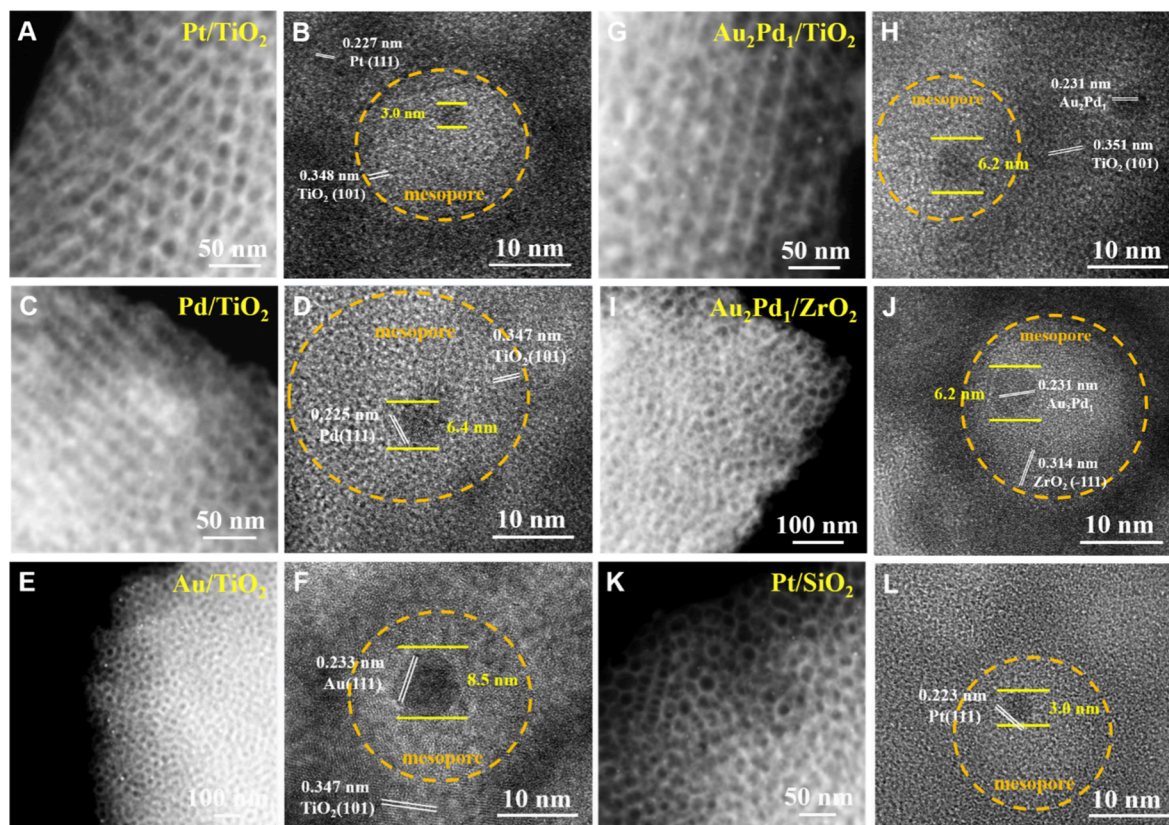 A
Pt/TiO₂
50 nm
B
0.227 nm
Pt (111)
3.0 nm
0.348 nm
TiO₂ (101)
mesopore
10 nm
C
Pd/TiO₂
50 nm
D
mesopore
0.347 nm
TiO₂(101)
0.225 nm
Pd(111)
6.4 nm
10 nm
E
Au/TiO₂
100 nm
F
0.233 nm
Au(111)
8.5 nm
mesopore
0.347 nm
TiO₂(101)
10 nm
G
Au₂Pd₁/TiO₂
50 nm
H
mesopore
0.231 nm
Au₂Pd₁
6.2 nm
0.351 nm
TiO₂ (101)
10 nm
I
Au₂Pd₁/ZrO₂
100 nm
J
mesopore
6.2 nm
0.231 nm
Au₂Pd₁
0.314 nm
ZrO₂ (-111)
10 nm
K
Pt/SiO₂
50 nm
L
0.223 nm
Pt(111)
3.0 nm
mesopore
10 nm